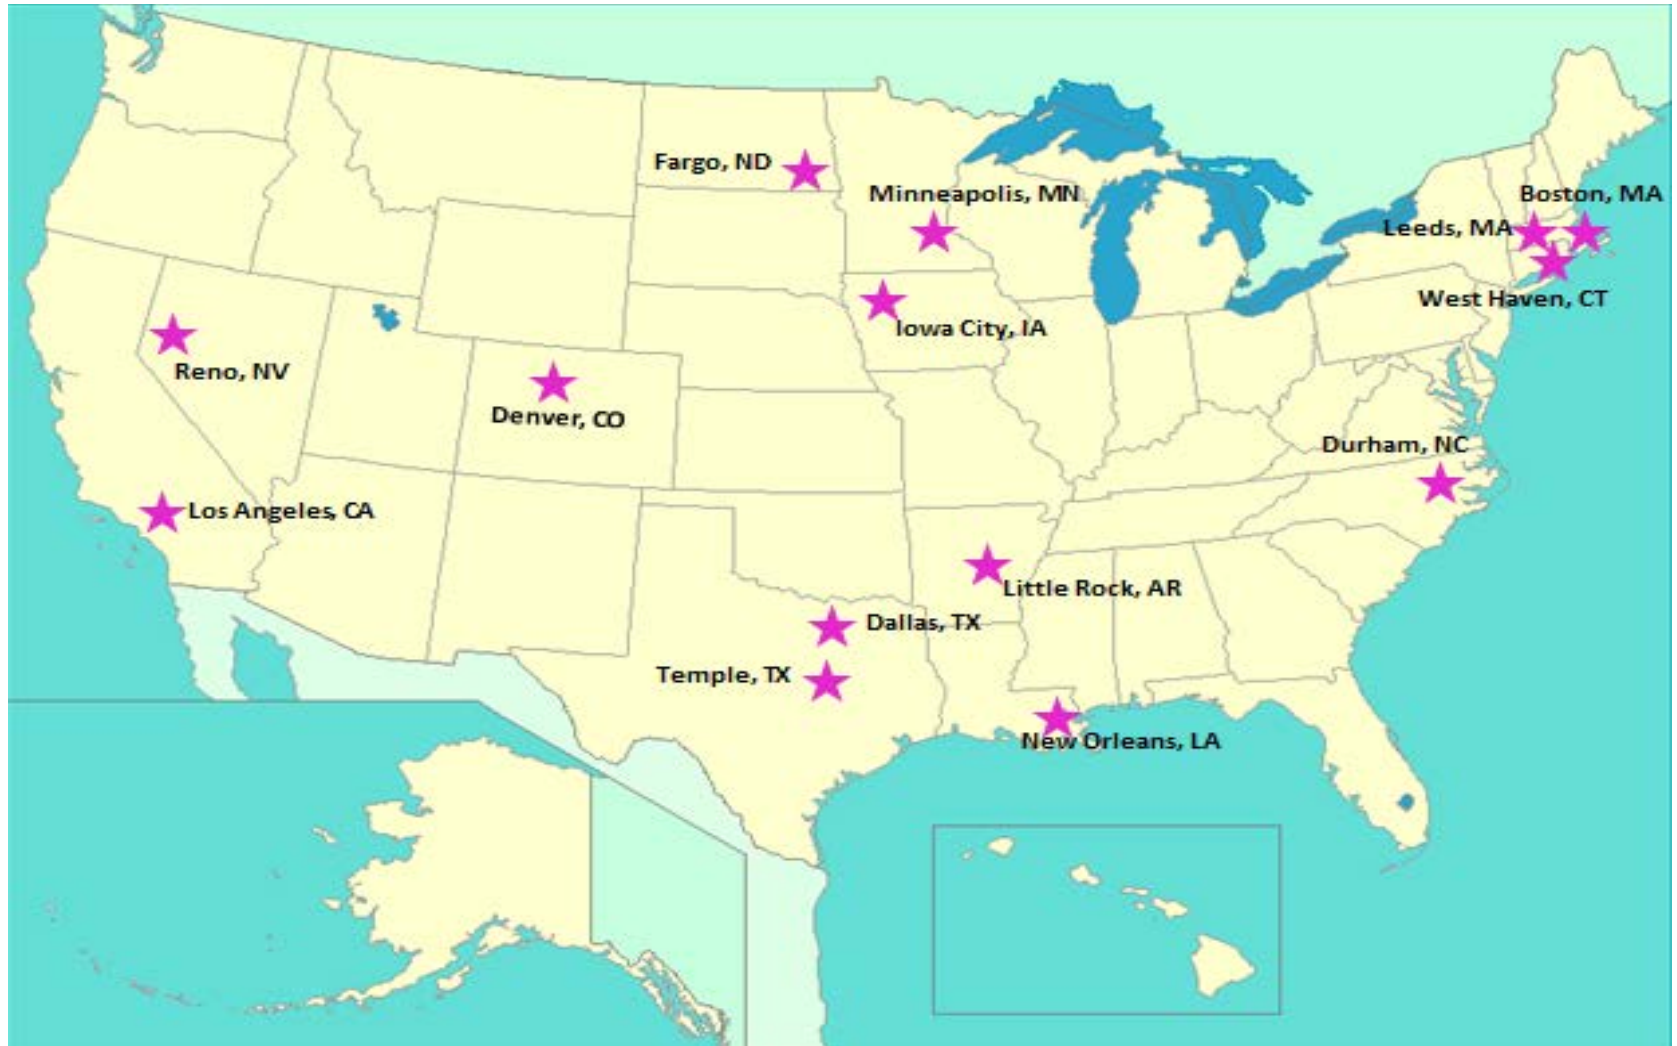 Fargo, ND
Minneapolis, MN
Boston, MA
Leeds, MA
West Haven, CT
Iowa City, IA
Reno, NV
Denver, CO
Durham, NC
Los Angeles, CA
Little Rock, AR
Dallas, TX
Temple, TX
New Orleans, LA